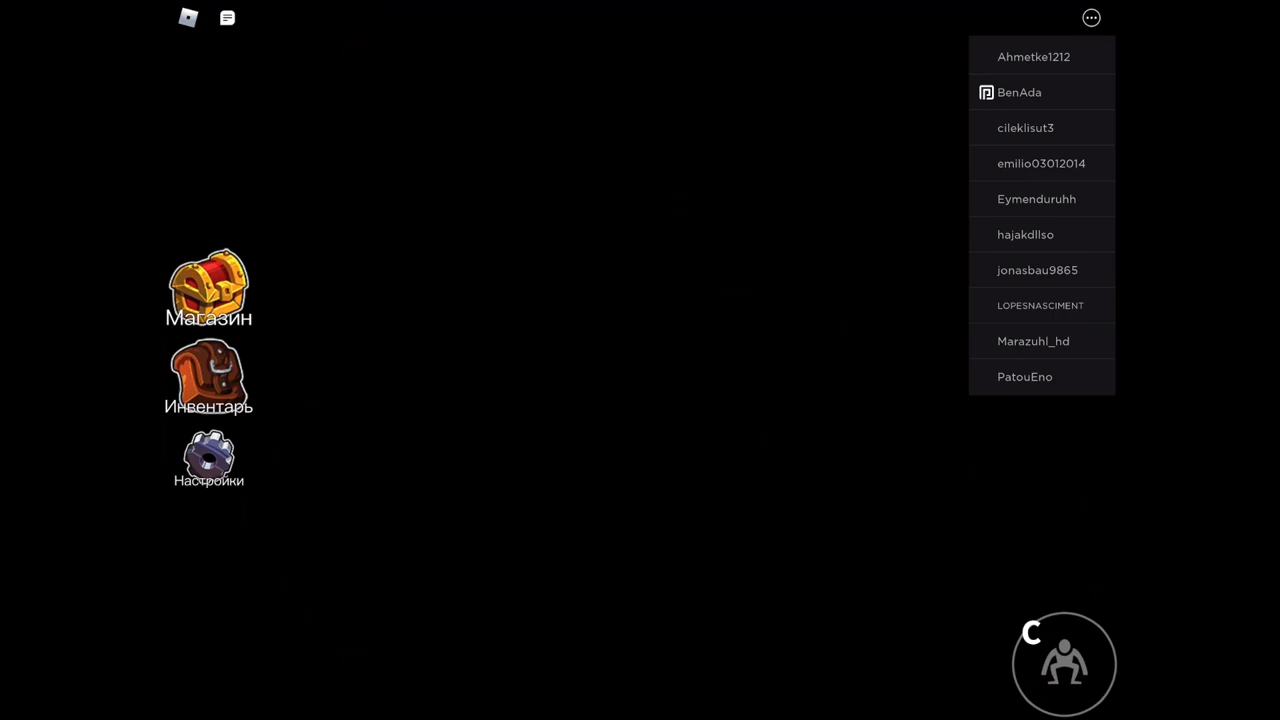 Ahmetke1212
BenAda
cileklisut3
emilio03012014
Eymenduruhh
hajakdllso
jonasbau9865
LOPESNASCIMENT
Marazuhl_hd
PatouEno
Магазин
Инвентарь
Настройки
C